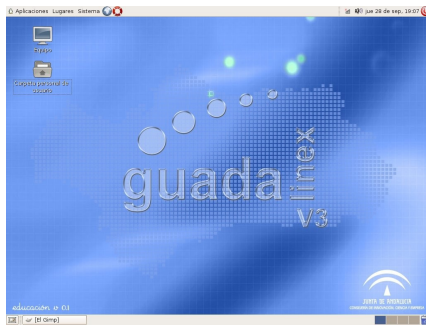 Aplicaciones Lugares Sistema
jue 28 de sep, 19:07
Equipo
Carpeta personal de
usuario
guada
linex
v3
JUNTA DE ANDALUCIA
educación v 0.1
[El Gimp]